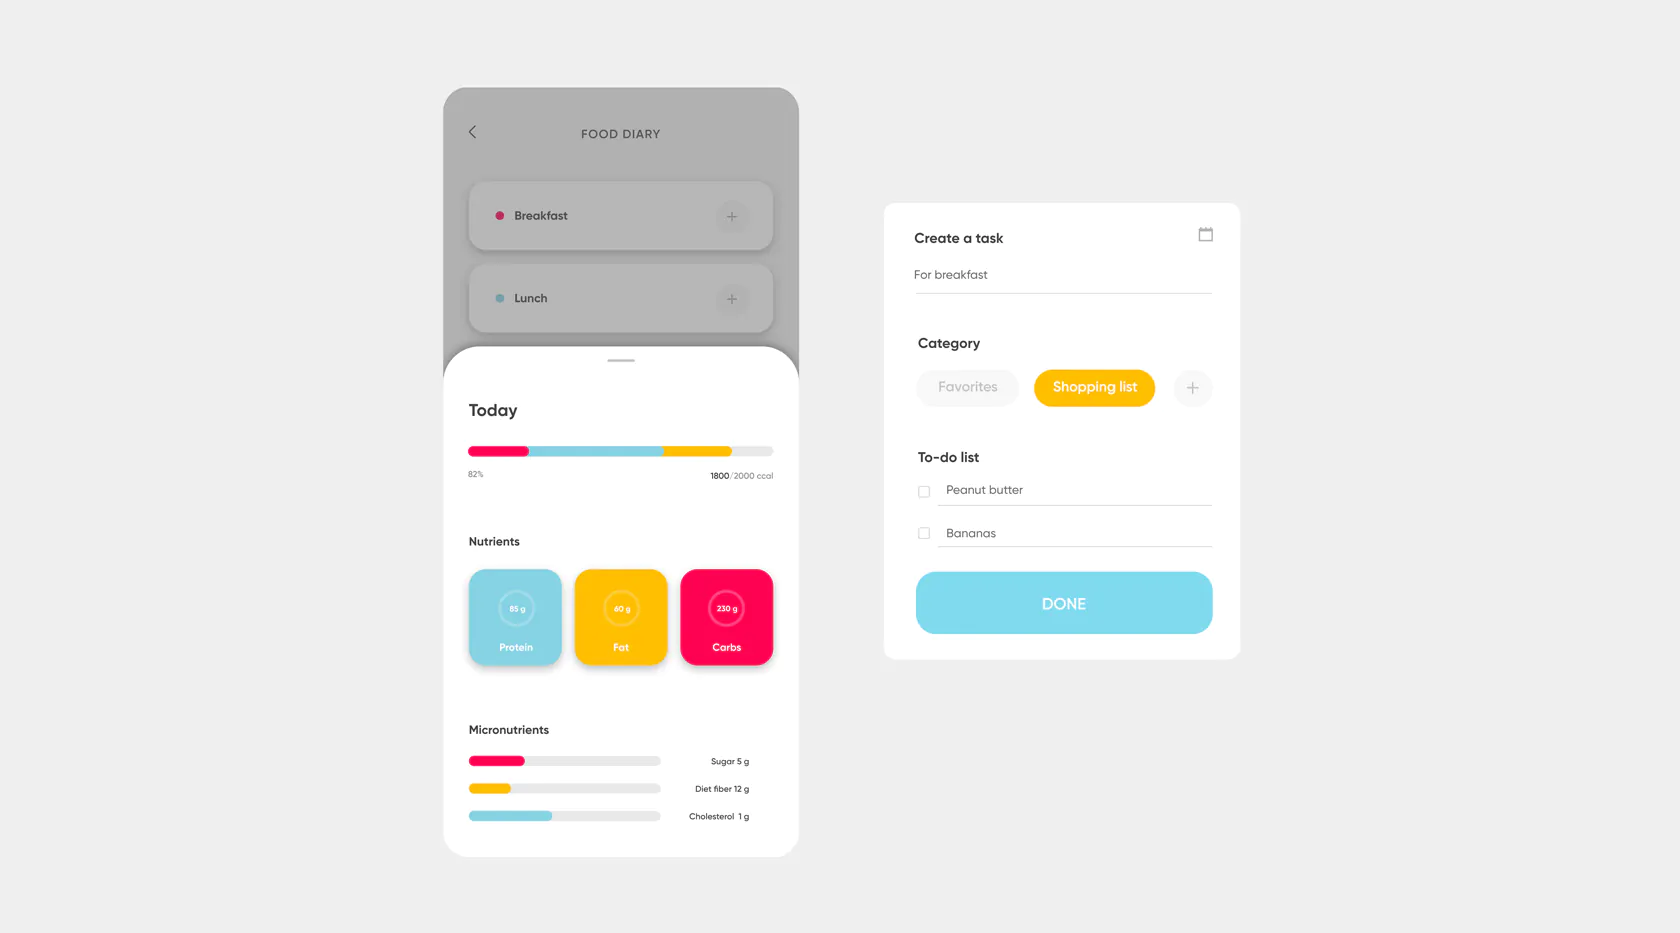 FOOD DIARY
Breakfast
Lunch
Today
82%
1800/2000 ccal
Nutrients
85 g
Protein
60 g
Fat
230 g
Carbs
Micronutrients
Sugar 5 g
Diet fiber 12 g
Cholesterol 1 g
Create a task
For breakfast
Category
Favorites
Shopping list
To-do list
Peanut butter
Bananas
DONE